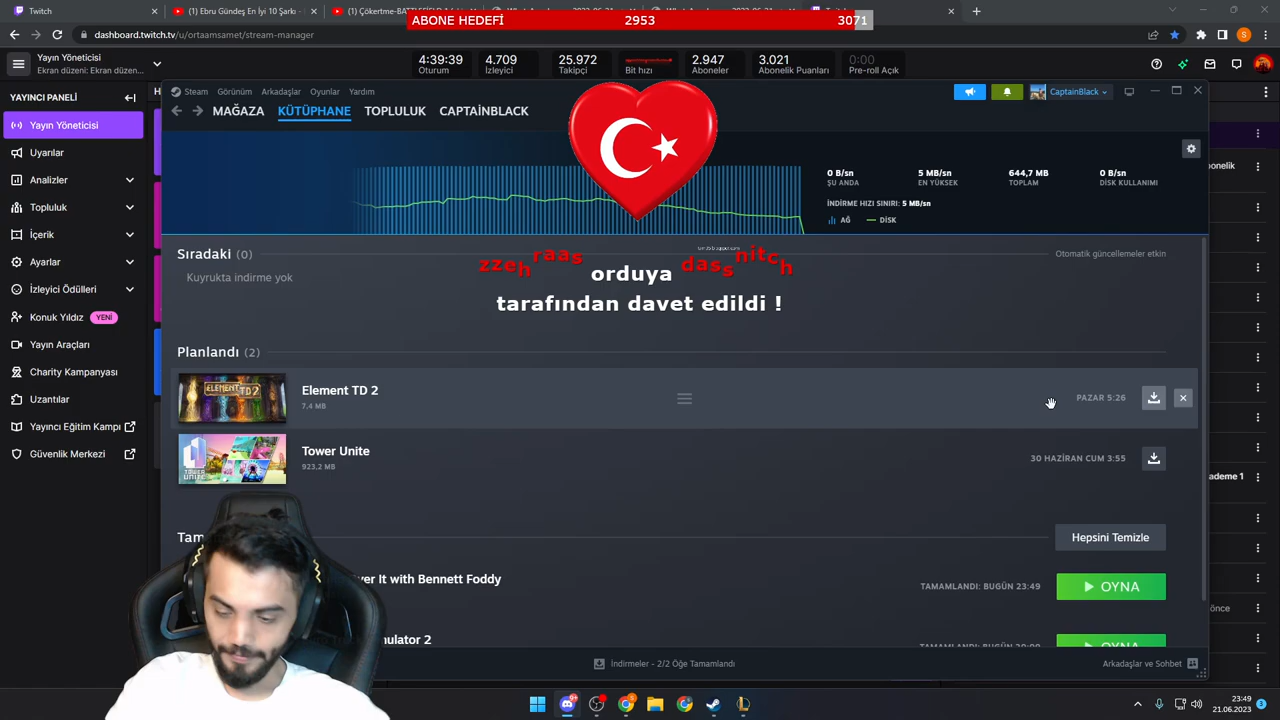 Twitch
(1) Ebru Gündeş En İyi 10 Şarkı -
ABONE HEDEFİ 2953 3071
dashboard.twitch.tv/u/ortaamsamet/stream-manager
Yayın Yöneticisi
Ekran düzeni: Ekran düzen...
4:39:39
Oturum
4.709
İzleyici
25.972
Takipçi
Bit hızı
2.947
Aboneler
3.021
Abonelik Puanları
0:00
Pre-roll Açık
YAYINCI PANELİ
Yayın Yöneticisi
Uyarılar
Analizler
Topluluk
İçerik
Ayarlar
İzleyici Ödülleri
Konuk Yıldız YENİ
Yayın Araçları
Charity Kampanyası
Uzantılar
Yayıncı Eğitim Kampı
Güvenlik Merkezi
Steam Görünüm Arkadaşlar Oyunlar Yardım
CaptainBlack
MAĞAZA KÜTÜPHANE TOPLULUK CAPTAINBLACK
0 B/sn
ŞU ANDA
5 MB/sn
EN YÜKSEK
644,7 MB
TOPLAM
0 B/sn
DİSK KULLANIMI
İNDİRME HIZI SINIRI: 5 MB/sn
AĞ DİSK
Sıradaki (0)
Otomatik güncellemeler etkin
Kuyrukta indirme yok
zzehraas orduya dassnitch
tarafından davet edildi !
Planlandı (2)
Element TD 2
7,4 MB
PAZAR 5:26
Tower Unite
923,2 MB
30 HAZİRAN CUM 3:55
Hepsini Temizle
ver It with Bennett Foddy
TAMAMLANDI: BUGÜN 23:49
OYNA
mulator 2
OYNA
İndirmeler - 2/2 Öğe Tamamlandı
Arkadaşlar ve Sohbet
23:49
21.06.2023